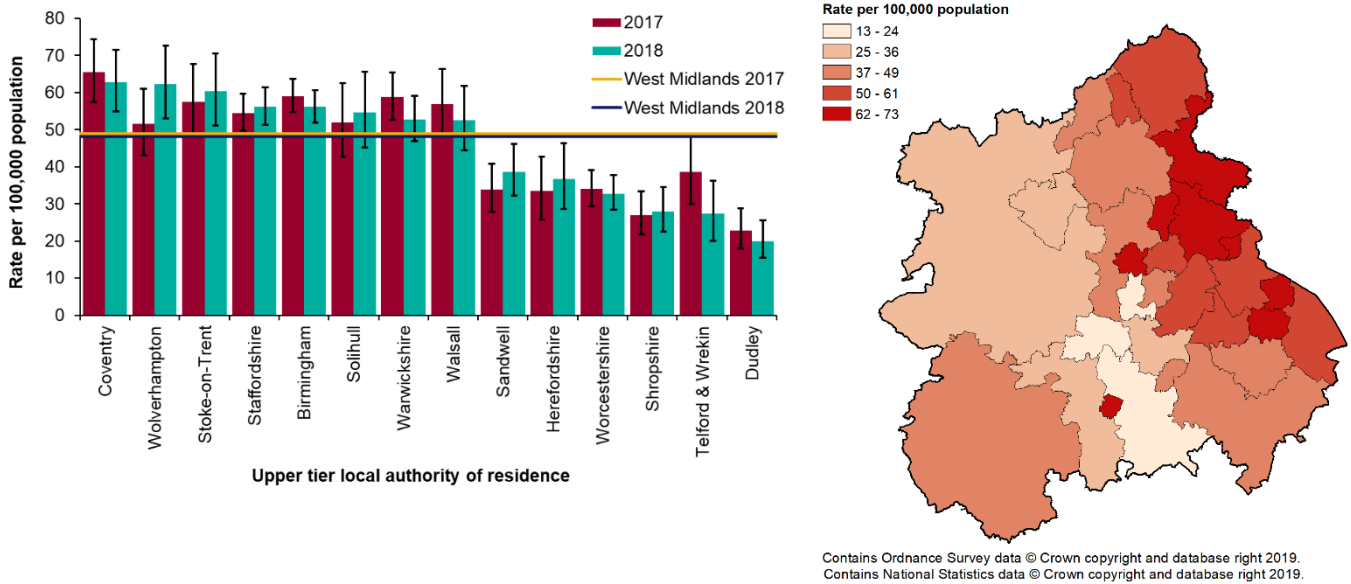 80
70
60
50
40
30
20
10
0
Rate per 100,000 population
2017
2018
West Midlands 2017
West Midlands 2018
Coventry
Wolverhampton
Stoke-on-Trent
Staffordshire
Birmingham
Solihull
Warwickshire
Walsall
Sandwell
Herefordshire
Worcestershire
Shropshire
Telford & Wrekin
Dudley
Upper tier local authority of residence
Rate per 100,000 population
13 - 24
25 - 36
37 - 49
50 - 61
62 - 73
Contains Ordnance Survey data © Crown copyright and database right 2019.
Contains National Statistics data © Crown copyright and database right 2019.